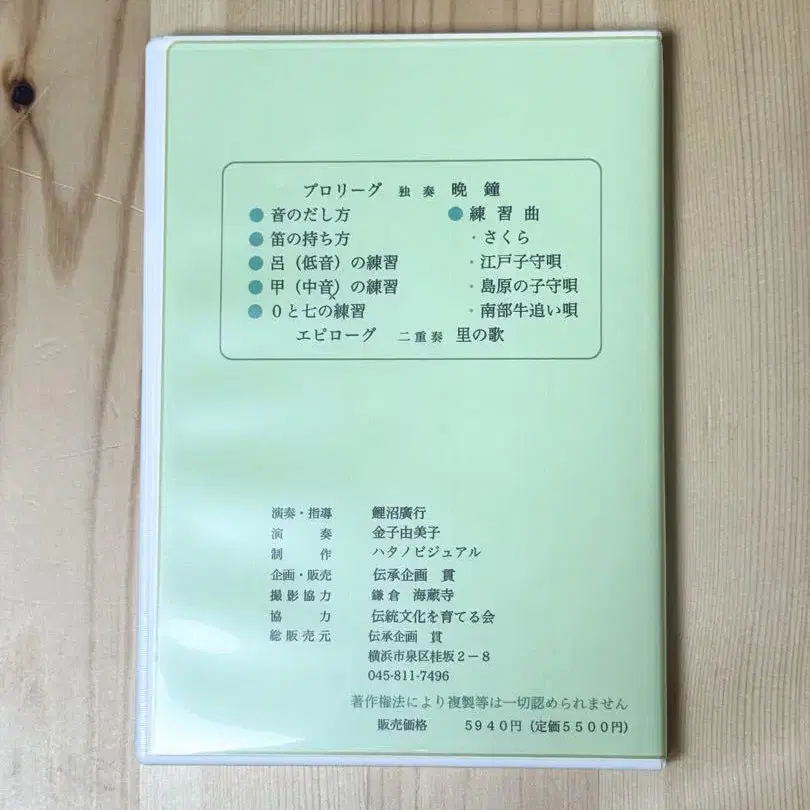 プロリーグ 独奏 晩鐘
● 音のだし方 ● 練習曲
● 笛の持ち方 ・さくら
● 呂（低音）の練習 ・江戸子守唄
● 甲（中音）の練習 ・島原の子守唄
● ０と七の練習 ・南部牛追い唄
エピローグ 二重奏 里の歌
演奏・指導 鯉沼廣行
演奏 金子由美子
制作 ハタノビジュアル
企画・販売 伝承企画 貫
撮影協力 鎌倉 海蔵寺
協力 伝統文化を育てる会
総販売元 伝承企画 貫
横浜市泉区桂坂２－８
045-811-7496
著作権法により複製等は一切認められません
販売価格 ５９４０円（定価５５００円）